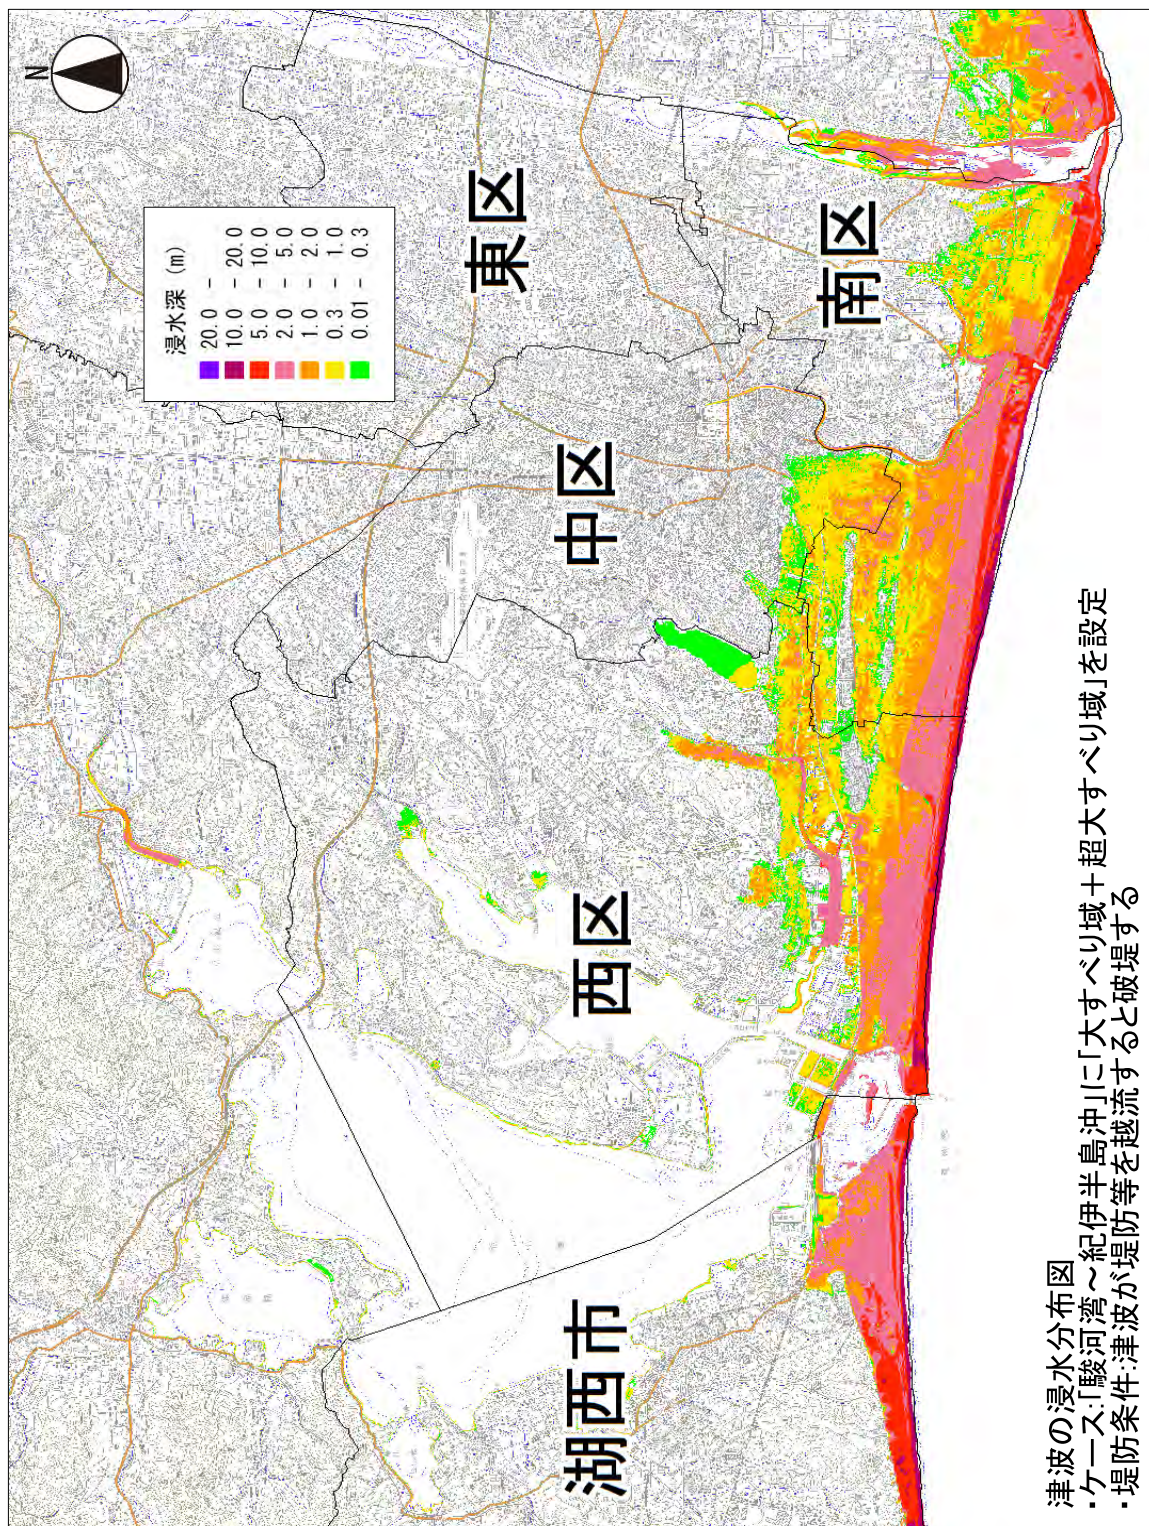 N
浸水深 (m)
20.0 -
10.0 - 20.0
5.0 - 10.0
2.0 - 5.0
1.0 - 2.0
0.3 - 1.0
0.01 - 0.3
東区
中区
南区
西区
湖西市
津波の浸水分布図
・ケース:「駿河湾~紀伊半島沖」に「大すべり域+超大すべり域」を設定
・堤防条件:津波が堤防等を越流すると破堤する